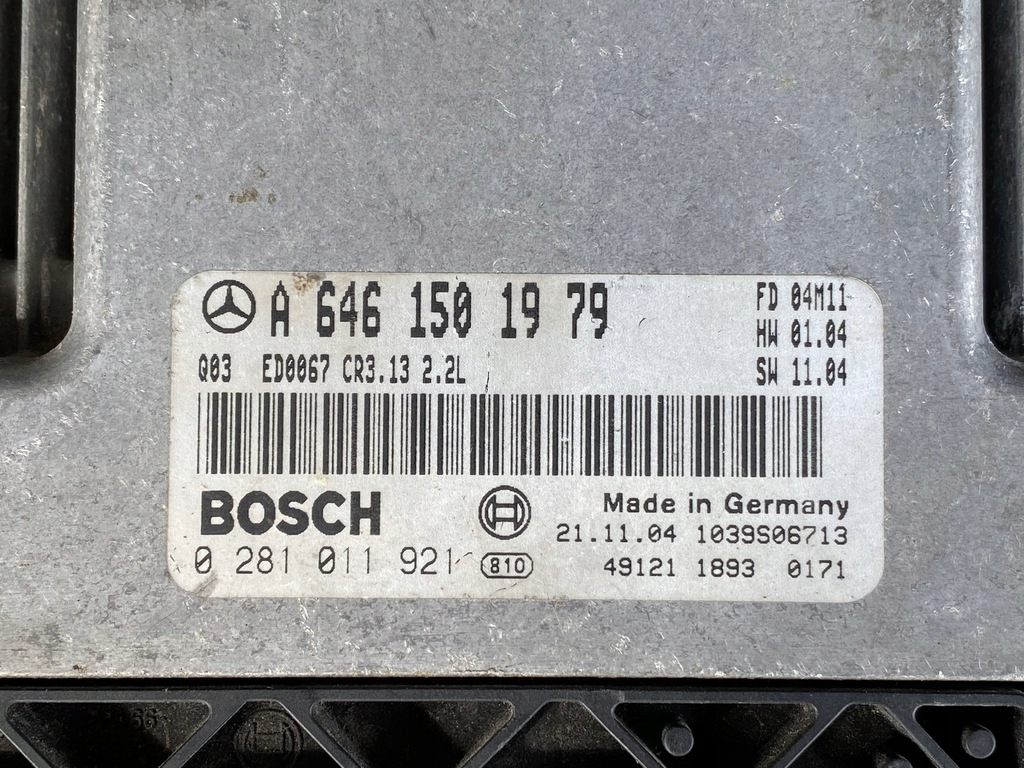 A 646 150 19 79
FD 04M11
HW 01.04
Q03 ED0067 CR3.13 2.2L
SW 11.04
BOSCH
Made in Germany
21.11.04 1039S06713
0 281 011 921 810
49121 1893 0171